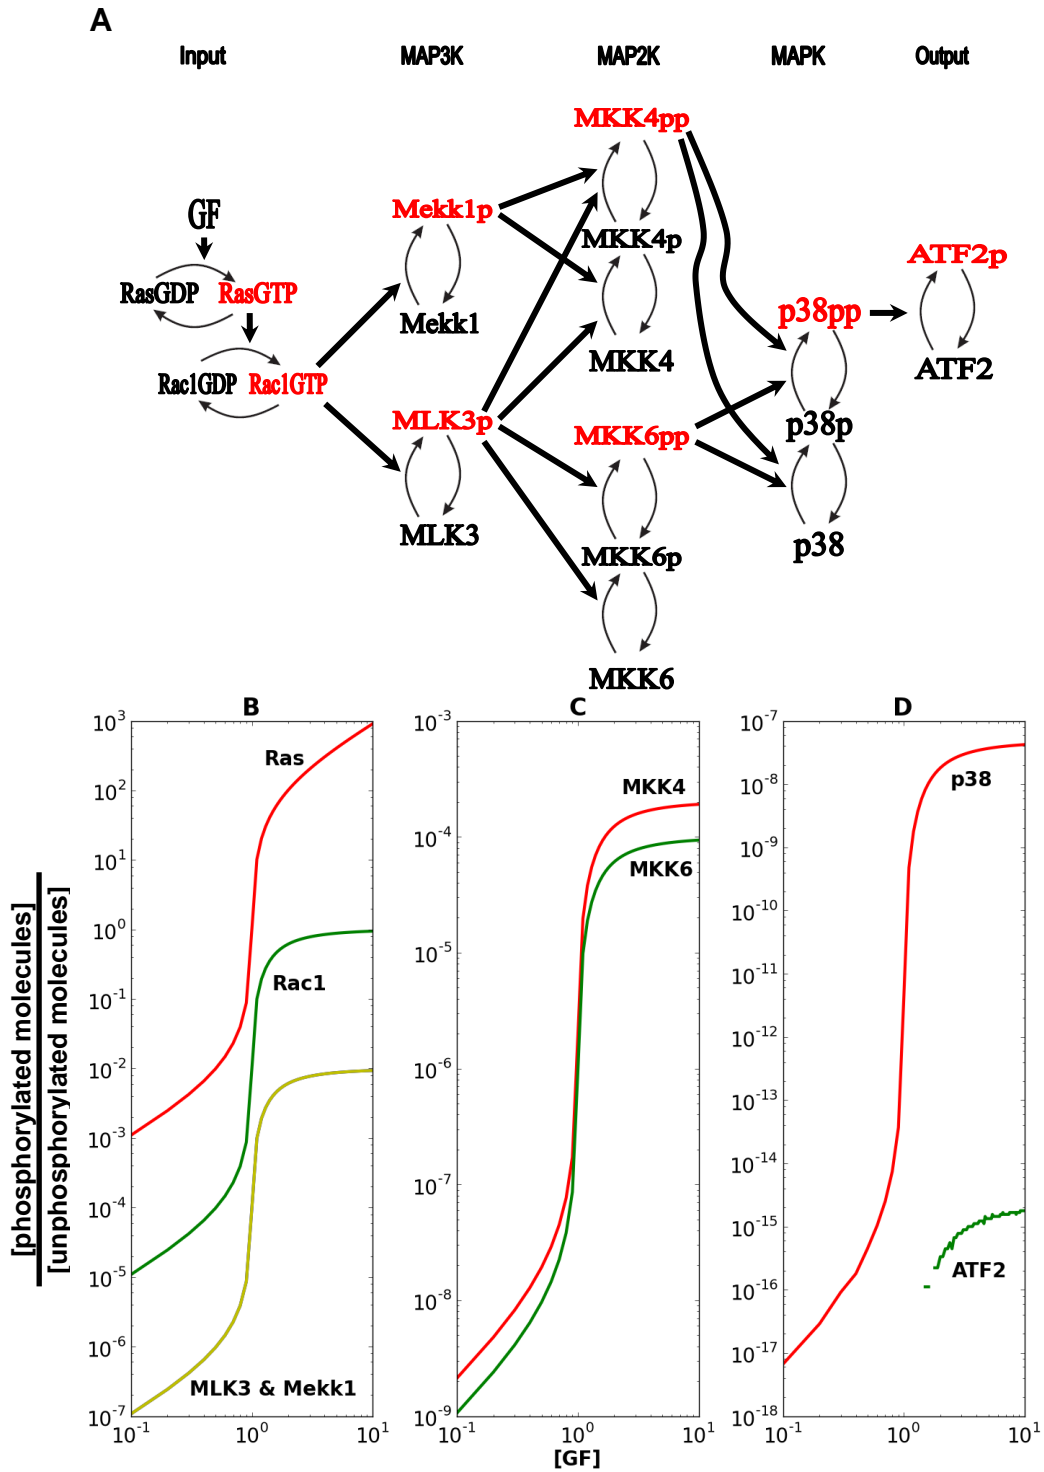 A
Input MAP3K MAP2K MAPK Output
MKK4pp
GF
Mekk1p
MKK4p
ATF2p
RasGDP RasGTP
Mekk1
p38pp
MKK4
ATF2
Rac1GDP Rac1GTP
MLK3p
MKK6pp
p38p
MLK3
p38
MKK6p
MKK6
B C D
[phosphorylated molecules]
[unphosphorylated molecules]
10^3
10^2
10^1
10^0
10^-1
10^-2
10^-3
10^-4
10^-5
10^-6
10^-7
Ras
Rac1
MLK3 & Mekk1
10^-1 10^0 10^1
10^-3
10^-4
10^-5
10^-6
10^-7
10^-8
10^-9
MKK4
MKK6
10^-1 10^0 10^1
10^-7
10^-8
10^-9
10^-10
10^-11
10^-12
10^-13
10^-14
10^-15
10^-16
10^-17
10^-18
p38
ATF2
10^-1 10^0 10^1
[GF]